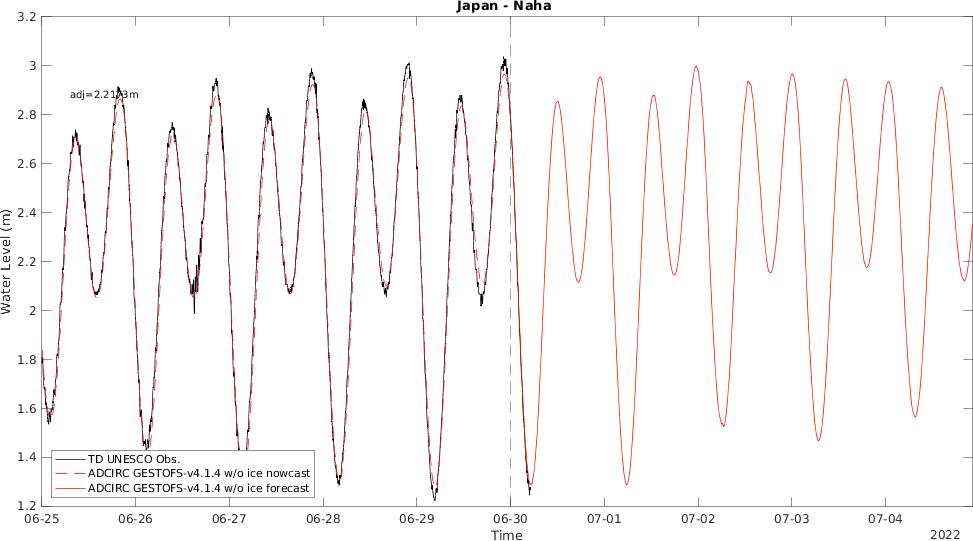 Japan - Naha
3.2
3
2.8
2.6
2.4
2.2
2
1.8
1.6
1.4
1.2
Water Level (m)
adj=2.2173m
TD UNESCO Obs.
ADCIRC GESTOFS-v4.1.4 w/o ice nowcast
ADCIRC GESTOFS-v4.1.4 w/o ice forecast
06-25 06-26 06-27 06-28 06-29 06-30 07-01 07-02 07-03 07-04
Time
2022